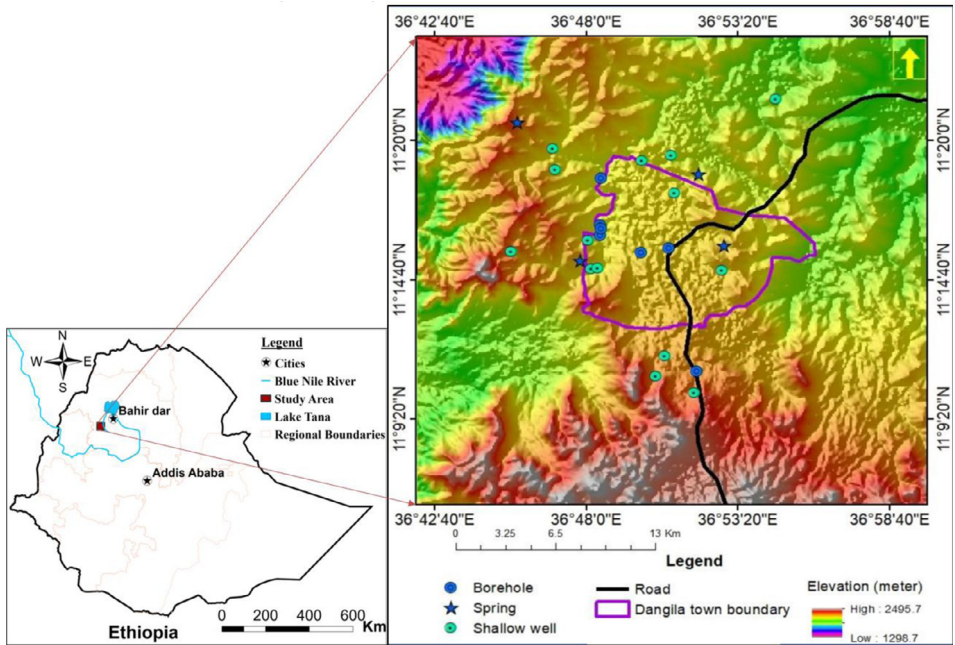 36°42'40"E 36°48'0"E 36°53'20"E 36°58'40"E
11°20'0"N
11°14'40"N
11°9'20"N
11°20'0"N
11°14'40"N
11°9'20"N
36°42'40"E 36°48'0"E 36°53'20"E 36°58'40"E
0 3.25 6.5 13 Km
Legend
Borehole
Spring
Shallow well
Road
Dangila town boundary
Elevation (meter)
High : 2495.7
Low : 1298.7
N
W E
S
Legend
Cities
Blue Nile River
Study Area
Lake Tana
Regional Boundaries
Bahir dar
Addis Ababa
Ethiopia
0 200 400 600
Km